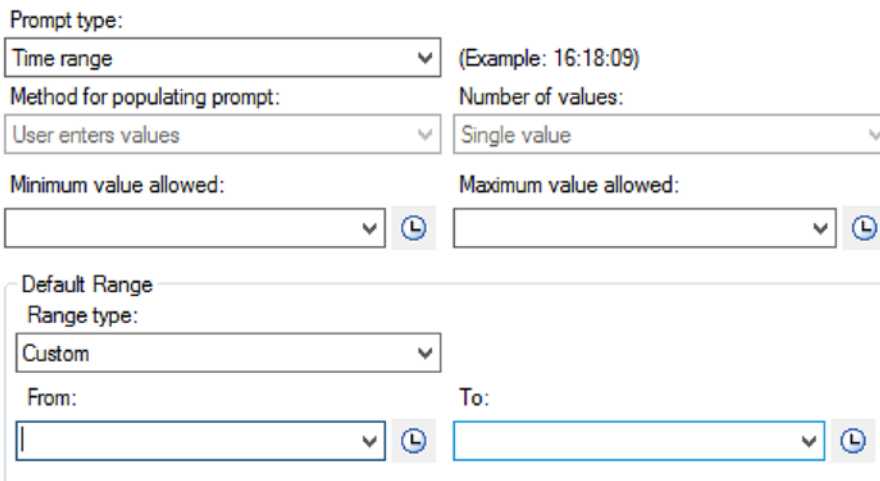 Prompt type:
Time range (Example: 16:18:09)
Method for populating prompt: Number of values:
User enters values Single value
Minimum value allowed: Maximum value allowed:
Default Range
Range type:
Custom
From: To: